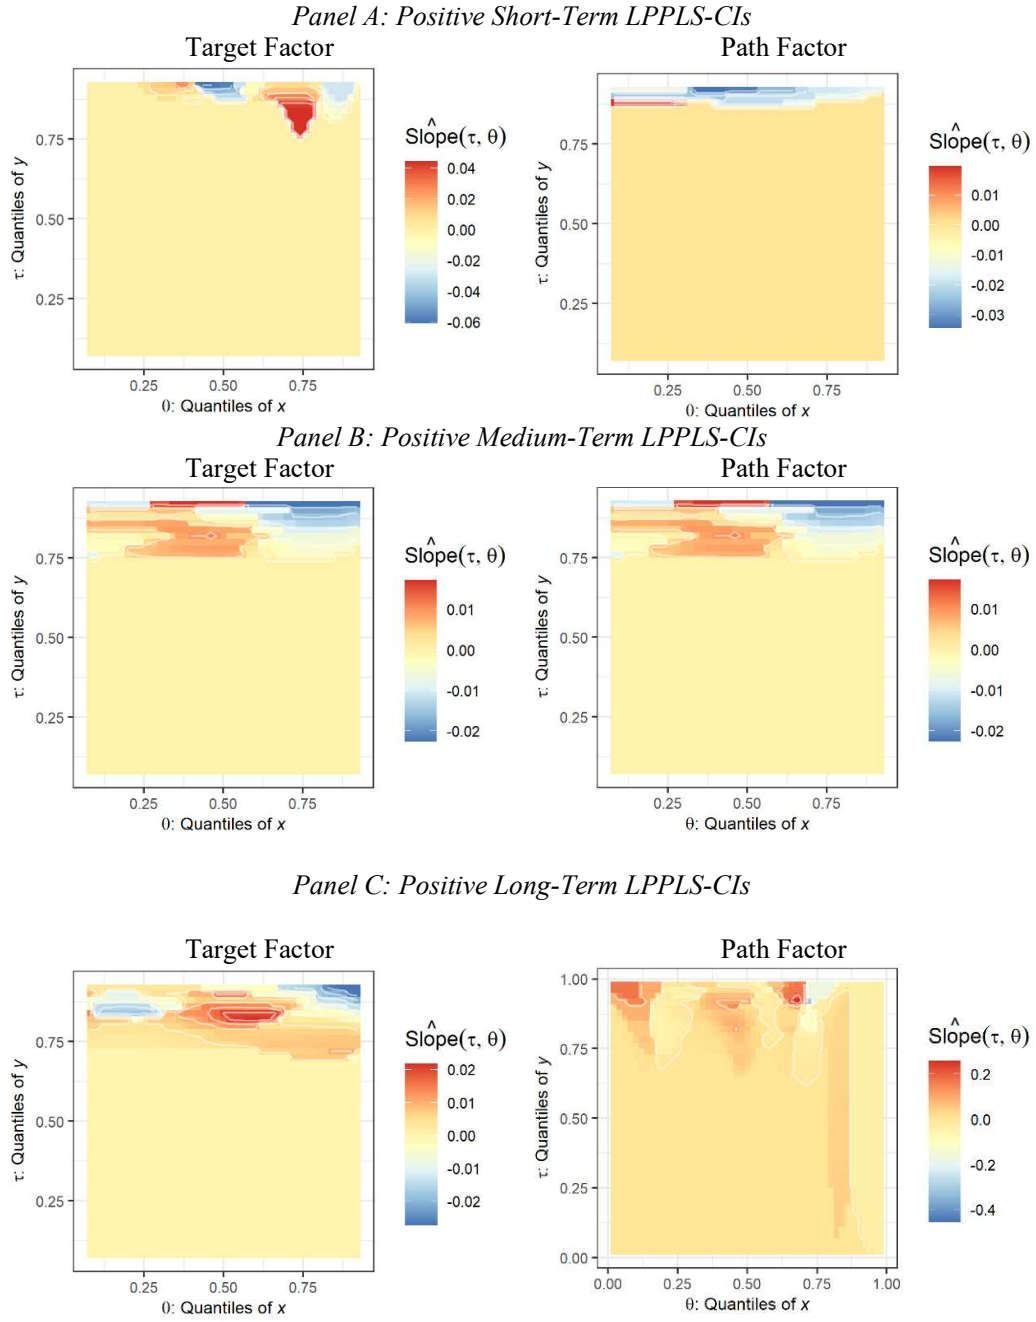 Panel A: Positive Short-Term LPPLS-CIs
Target Factor
0.75
0.50
0.25
τ: Quantiles of y
0.25 0.50 0.75
θ: Quantiles of x
Slope^(τ, θ)
0.04
0.02
0.00
-0.02
-0.04
-0.06
Path Factor
0.75
0.50
0.25
τ: Quantiles of y
0.25 0.50 0.75
θ: Quantiles of x
Slope^(τ, θ)
0.01
0.00
-0.01
-0.02
-0.03
Panel B: Positive Medium-Term LPPLS-CIs
Target Factor
0.75
0.50
0.25
τ: Quantiles of y
0.25 0.50 0.75
θ: Quantiles of x
Slope^(τ, θ)
0.01
0.00
-0.01
-0.02
Path Factor
0.75
0.50
0.25
τ: Quantiles of y
0.25 0.50 0.75
θ: Quantiles of x
Slope^(τ, θ)
0.01
0.00
-0.01
-0.02
Panel C: Positive Long-Term LPPLS-CIs
Target Factor
0.75
0.50
0.25
τ: Quantiles of y
0.25 0.50 0.75
θ: Quantiles of x
Slope^(τ, θ)
0.02
0.01
0.00
-0.01
-0.02
Path Factor
1.00
0.75
0.50
0.25
0.00
τ: Quantiles of y
0.00 0.25 0.50 0.75 1.00
θ: Quantiles of x
Slope^(τ, θ)
0.2
0.0
-0.2
-0.4